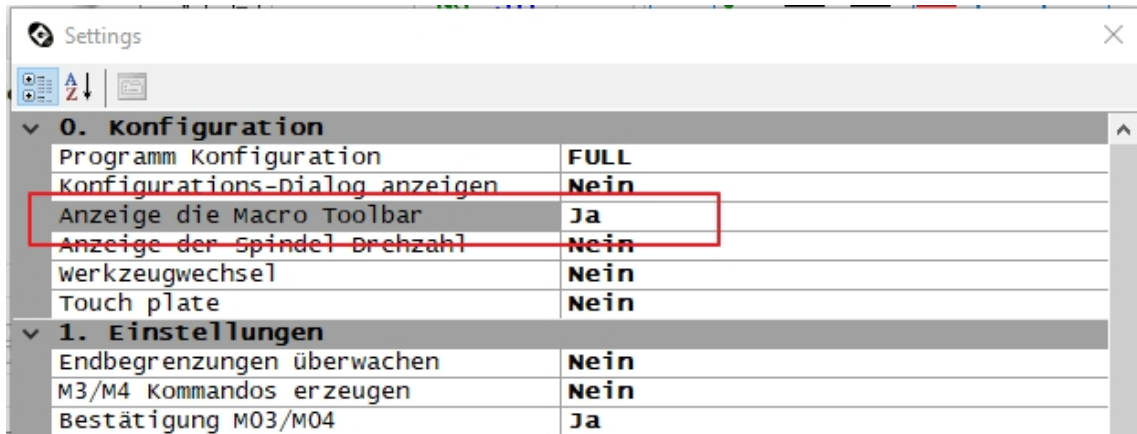 Settings
0. Konfiguration
Programm Konfiguration FULL
Konfigurations-Dialog anzeigen Nein
Anzeige die Macro Toolbar Ja
Anzeige der Spindel Drehzahl Nein
Werkzeugwechsel Nein
Touch plate Nein
1. Einstellungen
Endbegrenzungen überwachen Nein
M3/M4 Kommandos erzeugen Nein
Bestätigung M03/M04 Ja